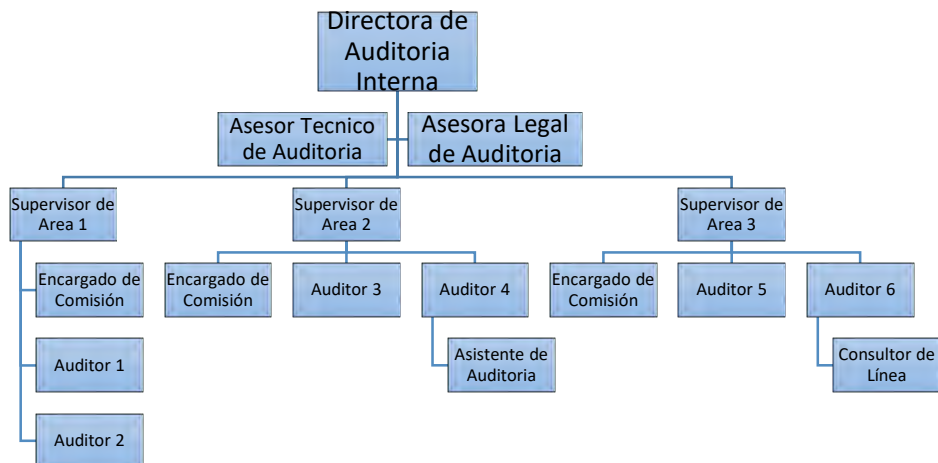 Directora de
Auditoria
Interna
Asesor Tecnico
de Auditoria
Asesora Legal
de Auditoria
Supervisor de
Area 1
Supervisor de
Area 2
Supervisor de
Area 3
Encargado de
Comisión
Encargado de
Comisión
Auditor 3
Auditor 4
Encargado de
Comisión
Auditor 5
Auditor 6
Auditor 1
Asistente de
Auditoria
Consultor de
Línea
Auditor 2